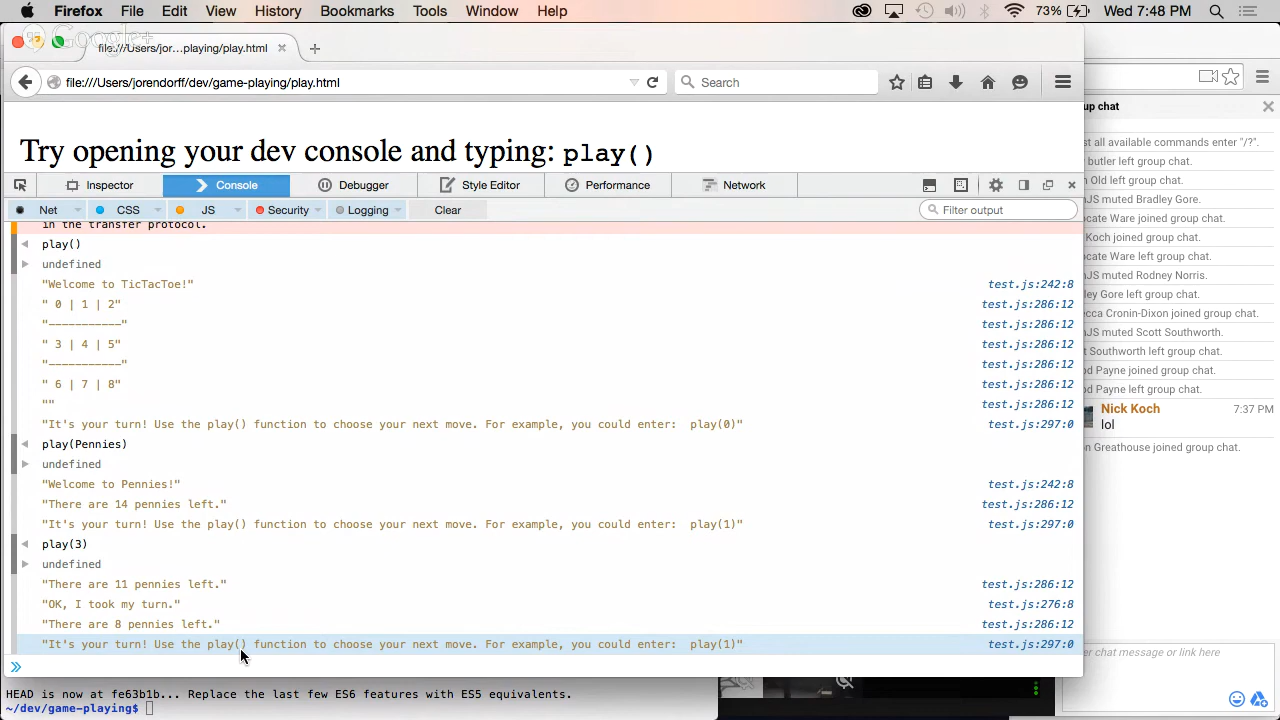 Firefox File Edit View History Bookmarks Tools Window Help 73% Wed 7:48 PM
Google+
file:///Users/jor...playing/play.html
file:///Users/jorendorff/dev/game-playing/play.html Search
Try opening your dev console and typing: play()
Inspector Console Debugger Style Editor Performance Network
Net CSS JS Security Logging Clear Filter output
in the transfer protocol.
play()
undefined
"Welcome to TicTacToe!" test.js:242:8
" 0 | 1 | 2" test.js:286:12
"-----------" test.js:286:12
" 3 | 4 | 5" test.js:286:12
"-----------" test.js:286:12
" 6 | 7 | 8" test.js:286:12
"" test.js:286:12
"It's your turn! Use the play() function to choose your next move. For example, you could enter:  play(0)" test.js:297:0
play(Pennies)
undefined
"Welcome to Pennies!" test.js:242:8
"There are 14 pennies left." test.js:286:12
"It's your turn! Use the play() function to choose your next move. For example, you could enter:  play(1)" test.js:297:0
play(3)
undefined
"There are 11 pennies left." test.js:286:12
"OK, I took my turn." test.js:276:8
"There are 8 pennies left." test.js:286:12
"It's your turn! Use the play() function to choose your next move. For example, you could enter:  play(1)" test.js:297:0
HEAD is now at Replace the last few ES6 features with ES5 equivalents.
~/dev/game-playing$
up chat
st all available commands enter "/?".
butler left group chat.
n Old left group chat.
nJS muted Bradley Gore.
ocate Ware joined group chat.
Koch joined group chat.
ocate Ware left group chat.
nJS muted Rodney Norris.
ley Gore left group chat.
cca Cronin-Dixon joined group chat.
nJS muted Scott Southworth.
t Southworth left group chat.
od Payne joined group chat.
od Payne left group chat.
Nick Koch 7:37 PM
lol
on Greathouse joined group chat.
er chat message or link here